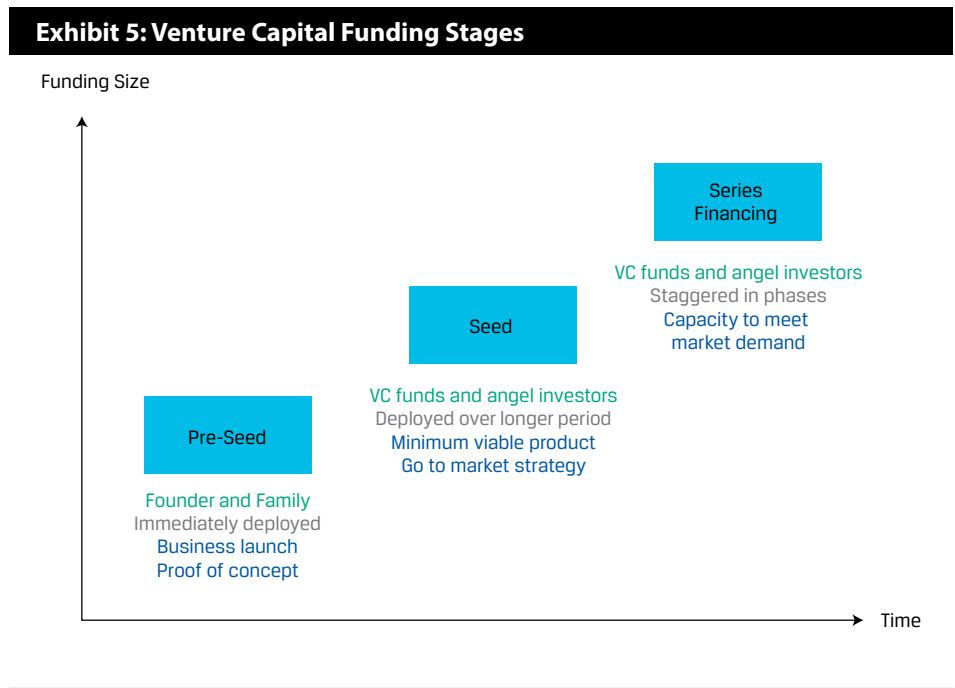 Exhibit 5: Venture Capital Funding Stages
Funding Size
Series
Financing
VC funds and angel investors
Staggered in phases
Capacity to meet
market demand
Seed
VC funds and angel investors
Deployed over longer period
Minimum viable product
Go to market strategy
Pre-Seed
Founder and Family
Immediately deployed
Business launch
Proof of concept
Time